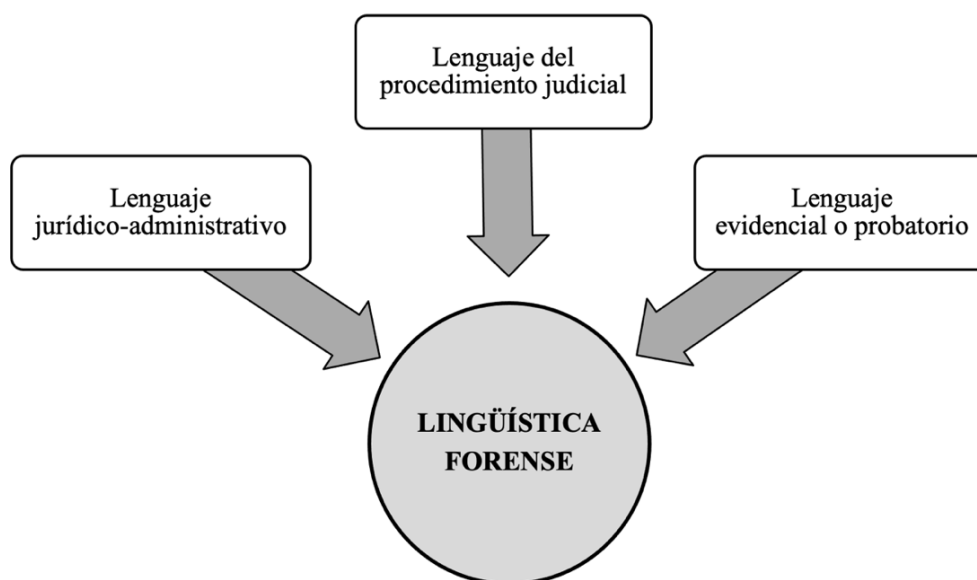 Lenguaje del
procedimiento judicial
Lenguaje
jurídico-administrativo
Lenguaje
evidencial o probatorio
LINGÜÍSTICA
FORENSE